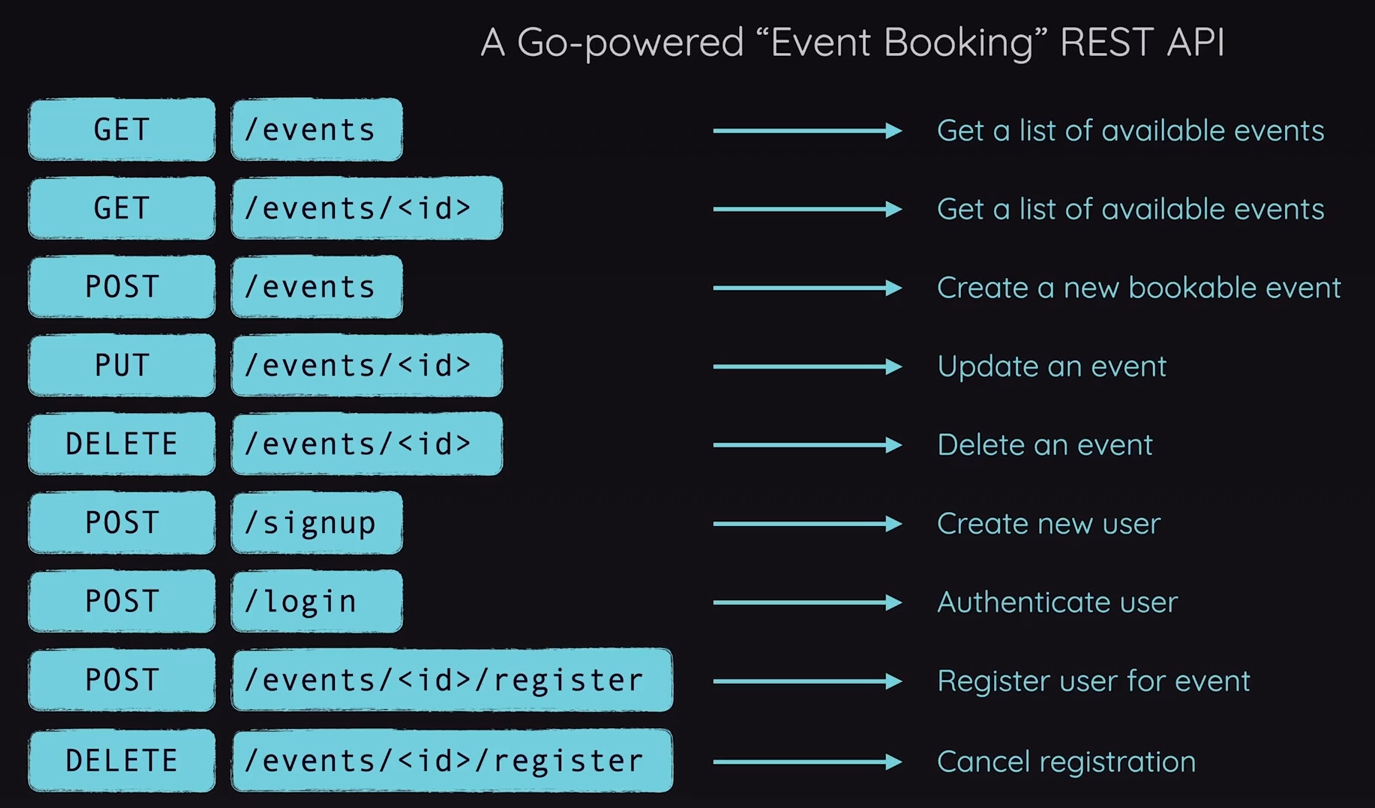 A Go-powered “Event Booking” REST API
GET /events Get a list of available events
GET /events/<id> Get a list of available events
POST /events Create a new bookable event
PUT /events/<id> Update an event
DELETE /events/<id> Delete an event
POST /signup Create new user
POST /login Authenticate user
POST /events/<id>/register Register user for event
DELETE /events/<id>/register Cancel registration